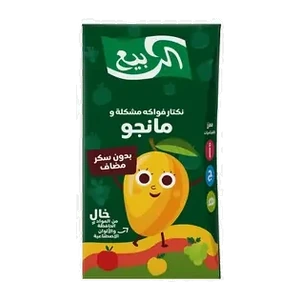 الربيع
نكتار فواكه مشكلة و
مانجو
بدون سكر
مضاف
خالٍ
من المواد
الحافظة
والألوان
الاصطناعية